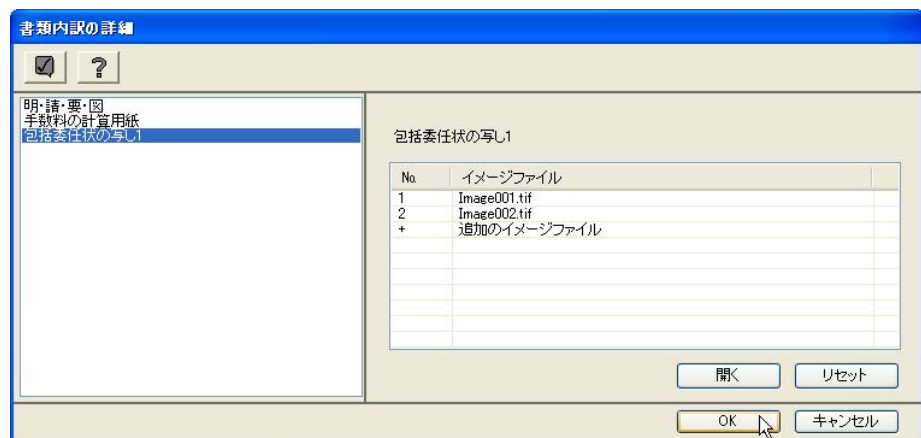 書類内訳の詳細
?
明・請・要・図
手数料の計算用紙
包括委任状の写し1
包括委任状の写し1
No. イメージファイル
1 Image001.tif
2 Image002.tif
+ 追加のイメージファイル
開く リセット
OK キャンセル